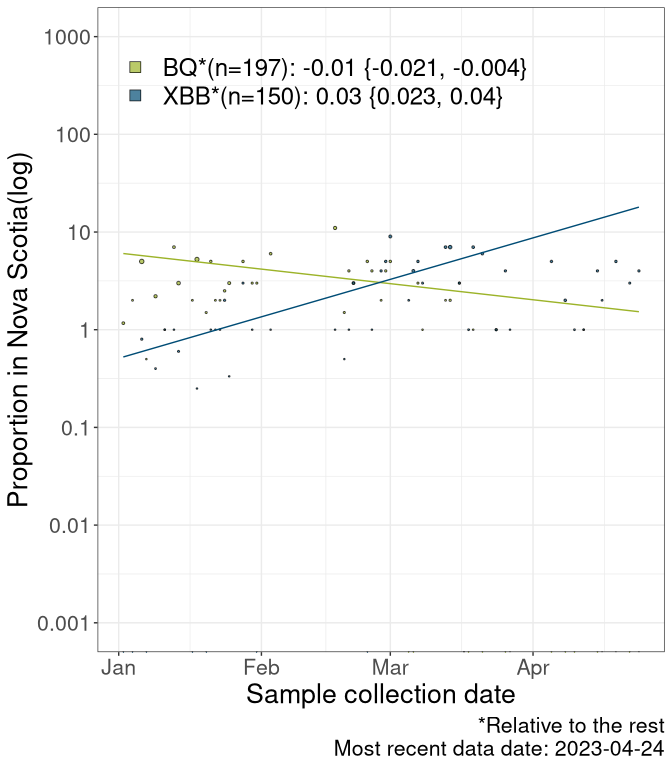 1000
100
10
1
0.1
0.01
0.001
Proportion in Nova Scotia(log)
BQ*(n=197): -0.01 {-0.021, -0.004}
XBB*(n=150): 0.03 {0.023, 0.04}
Jan Feb Mar Apr
Sample collection date
*Relative to the rest
Most recent data date: 2023-04-24